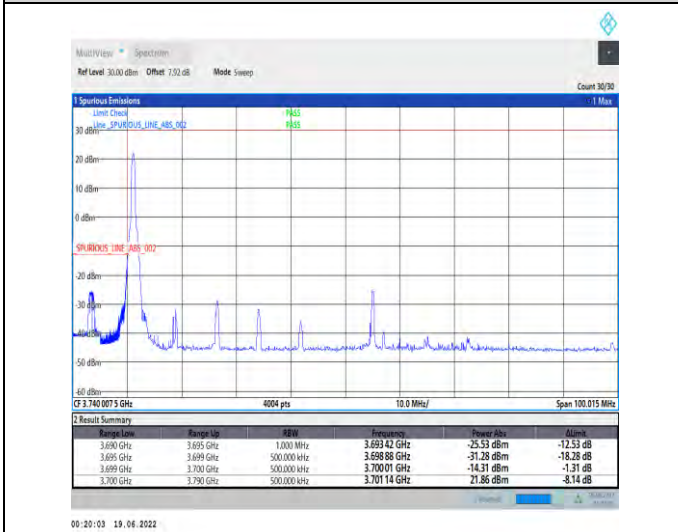 MultiView Spectrum
Ref Level 30.00 dBm Offset 7.92 dB Mode Sweep
Count 30/30
1 Spurious Emissions 1 Max
Limit Check PASS
Line _SPURIOUS_LINE_ABS_002 PASS
30 dBm
20 dBm
10 dBm
0 dBm
SPURIOUS_LINE_ABS_002
-20 dBm
-30 dBm
-40 dBm
-50 dBm
-60 dBm
CF 3.740 007 5 GHz 4004 pts 10.0 MHz/ Span 100.015 MHz
2 Result Summary
Range Low Range Up RBW Frequency Power Abs ΔLimit
3.690 GHz 3.695 GHz 1.000 MHz 3.693 42 GHz -25.53 dBm -12.53 dB
3.695 GHz 3.699 GHz 500.000 kHz 3.698 88 GHz -31.28 dBm -18.28 dB
3.699 GHz 3.700 GHz 500.000 kHz 3.700 01 GHz -14.31 dBm -1.31 dB
3.700 GHz 3.790 GHz 500.000 kHz 3.701 14 GHz 21.86 dBm -8.14 dB
00:20:03 19.06.2022